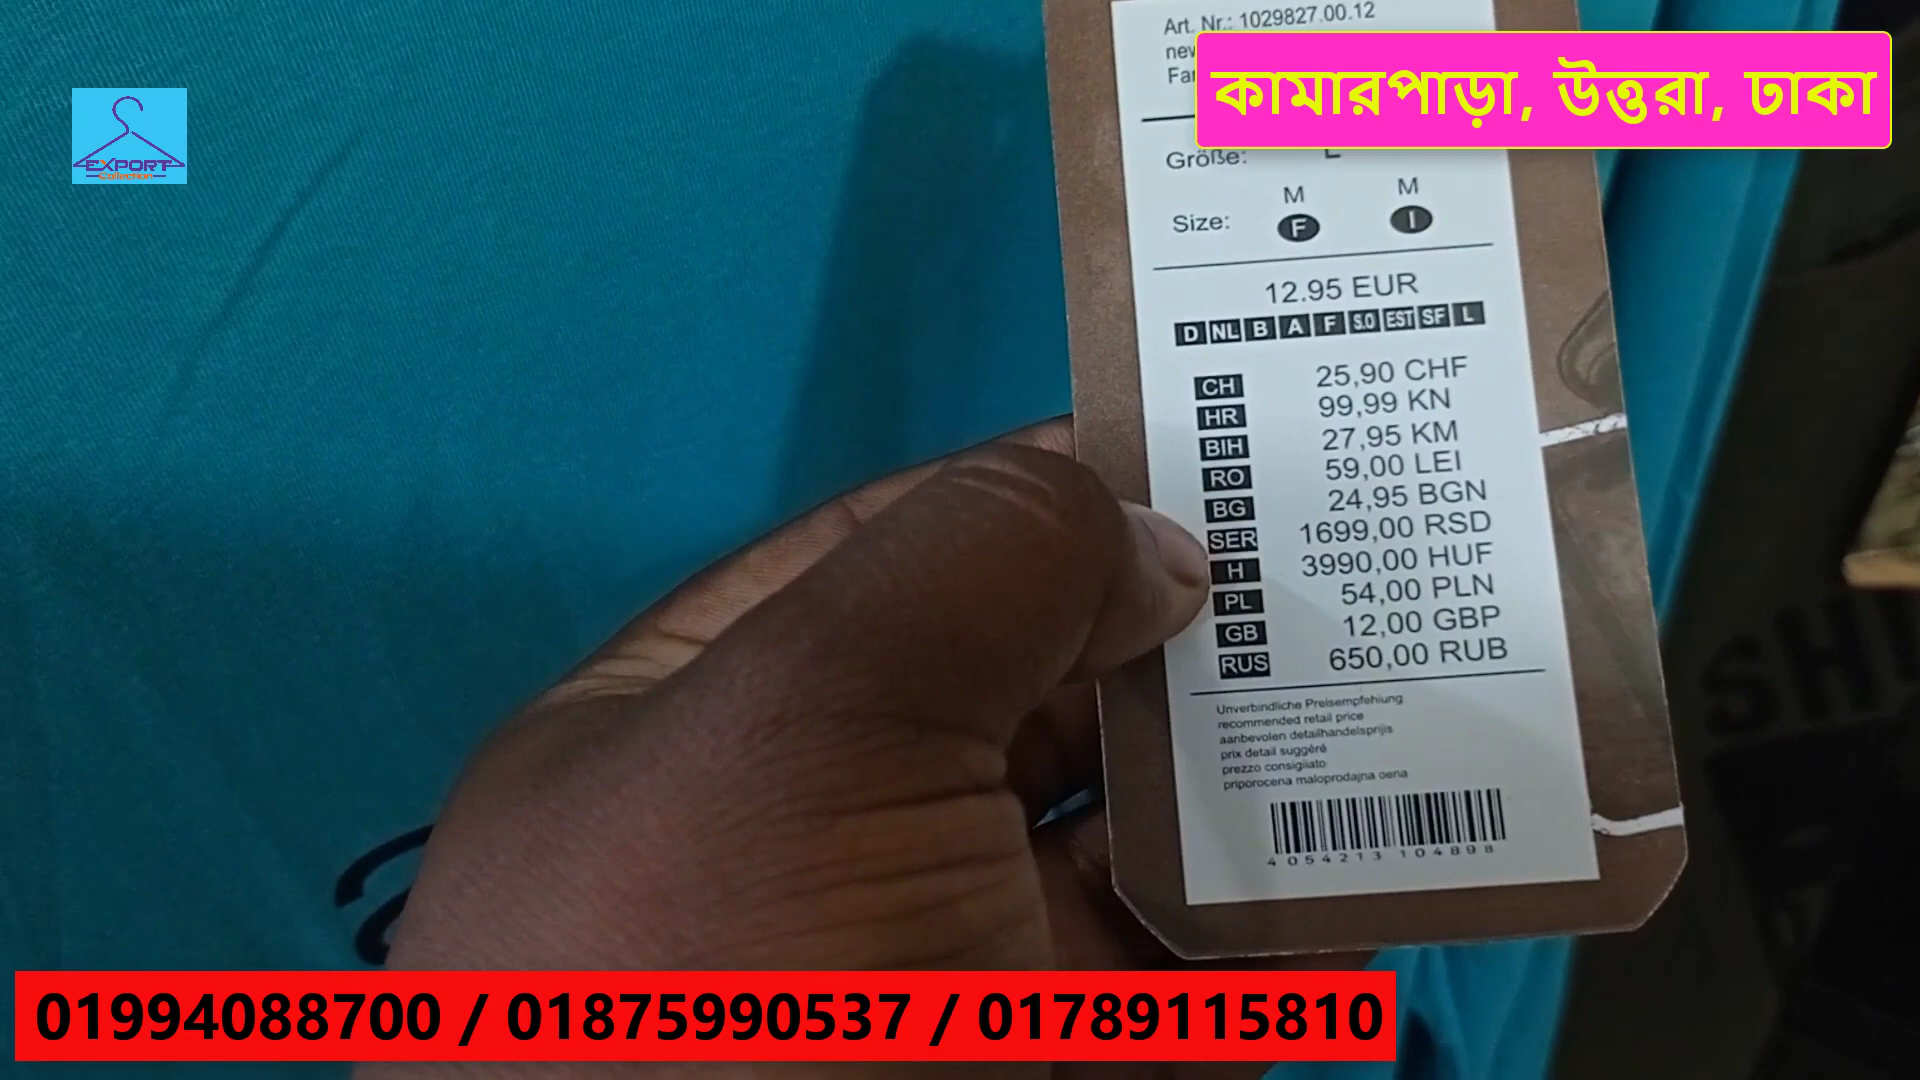 Art. Nr.: 1029827.00.12
কামারপাড়া, উত্তরা, ঢাকা
EXPORT
Collection
Größe: L
M M
Size: F I
12.95 EUR
D NL B A F S.O EST SF L
CH 25,90 CHF
HR 99,99 KN
BIH 27,95 KM
RO 59,00 LEI
BG 24,95 BGN
SER 1699,00 RSD
H 3990,00 HUF
PL 54,00 PLN
GB 12,00 GBP
RUS 650,00 RUB
Unverbindliche Preisempfehlung
recommended retail price
aanbevolen detailhandelsprijs
prix detail suggéré
prezzo consigliato
priporocena maloprodajna cena
4054213 104898
01994088700 / 01875990537 / 01789115810